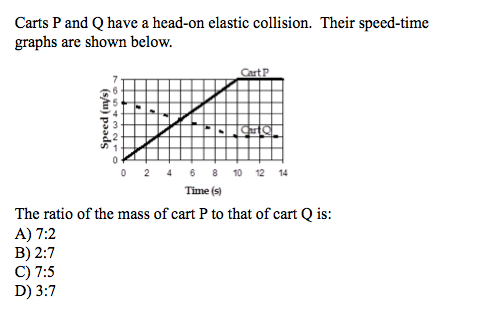 Carts P and Q have a head-on elastic collision. Their speed-time
graphs are shown below.
Cart P
7
6
5
4
3
2
1
0
Speed (m/s)
Cart Q
0 2 4 6 8 10 12 14
Time (s)
The ratio of the mass of cart P to that of cart Q is:
A) 7:2
B) 2:7
C) 7:5
D) 3:7